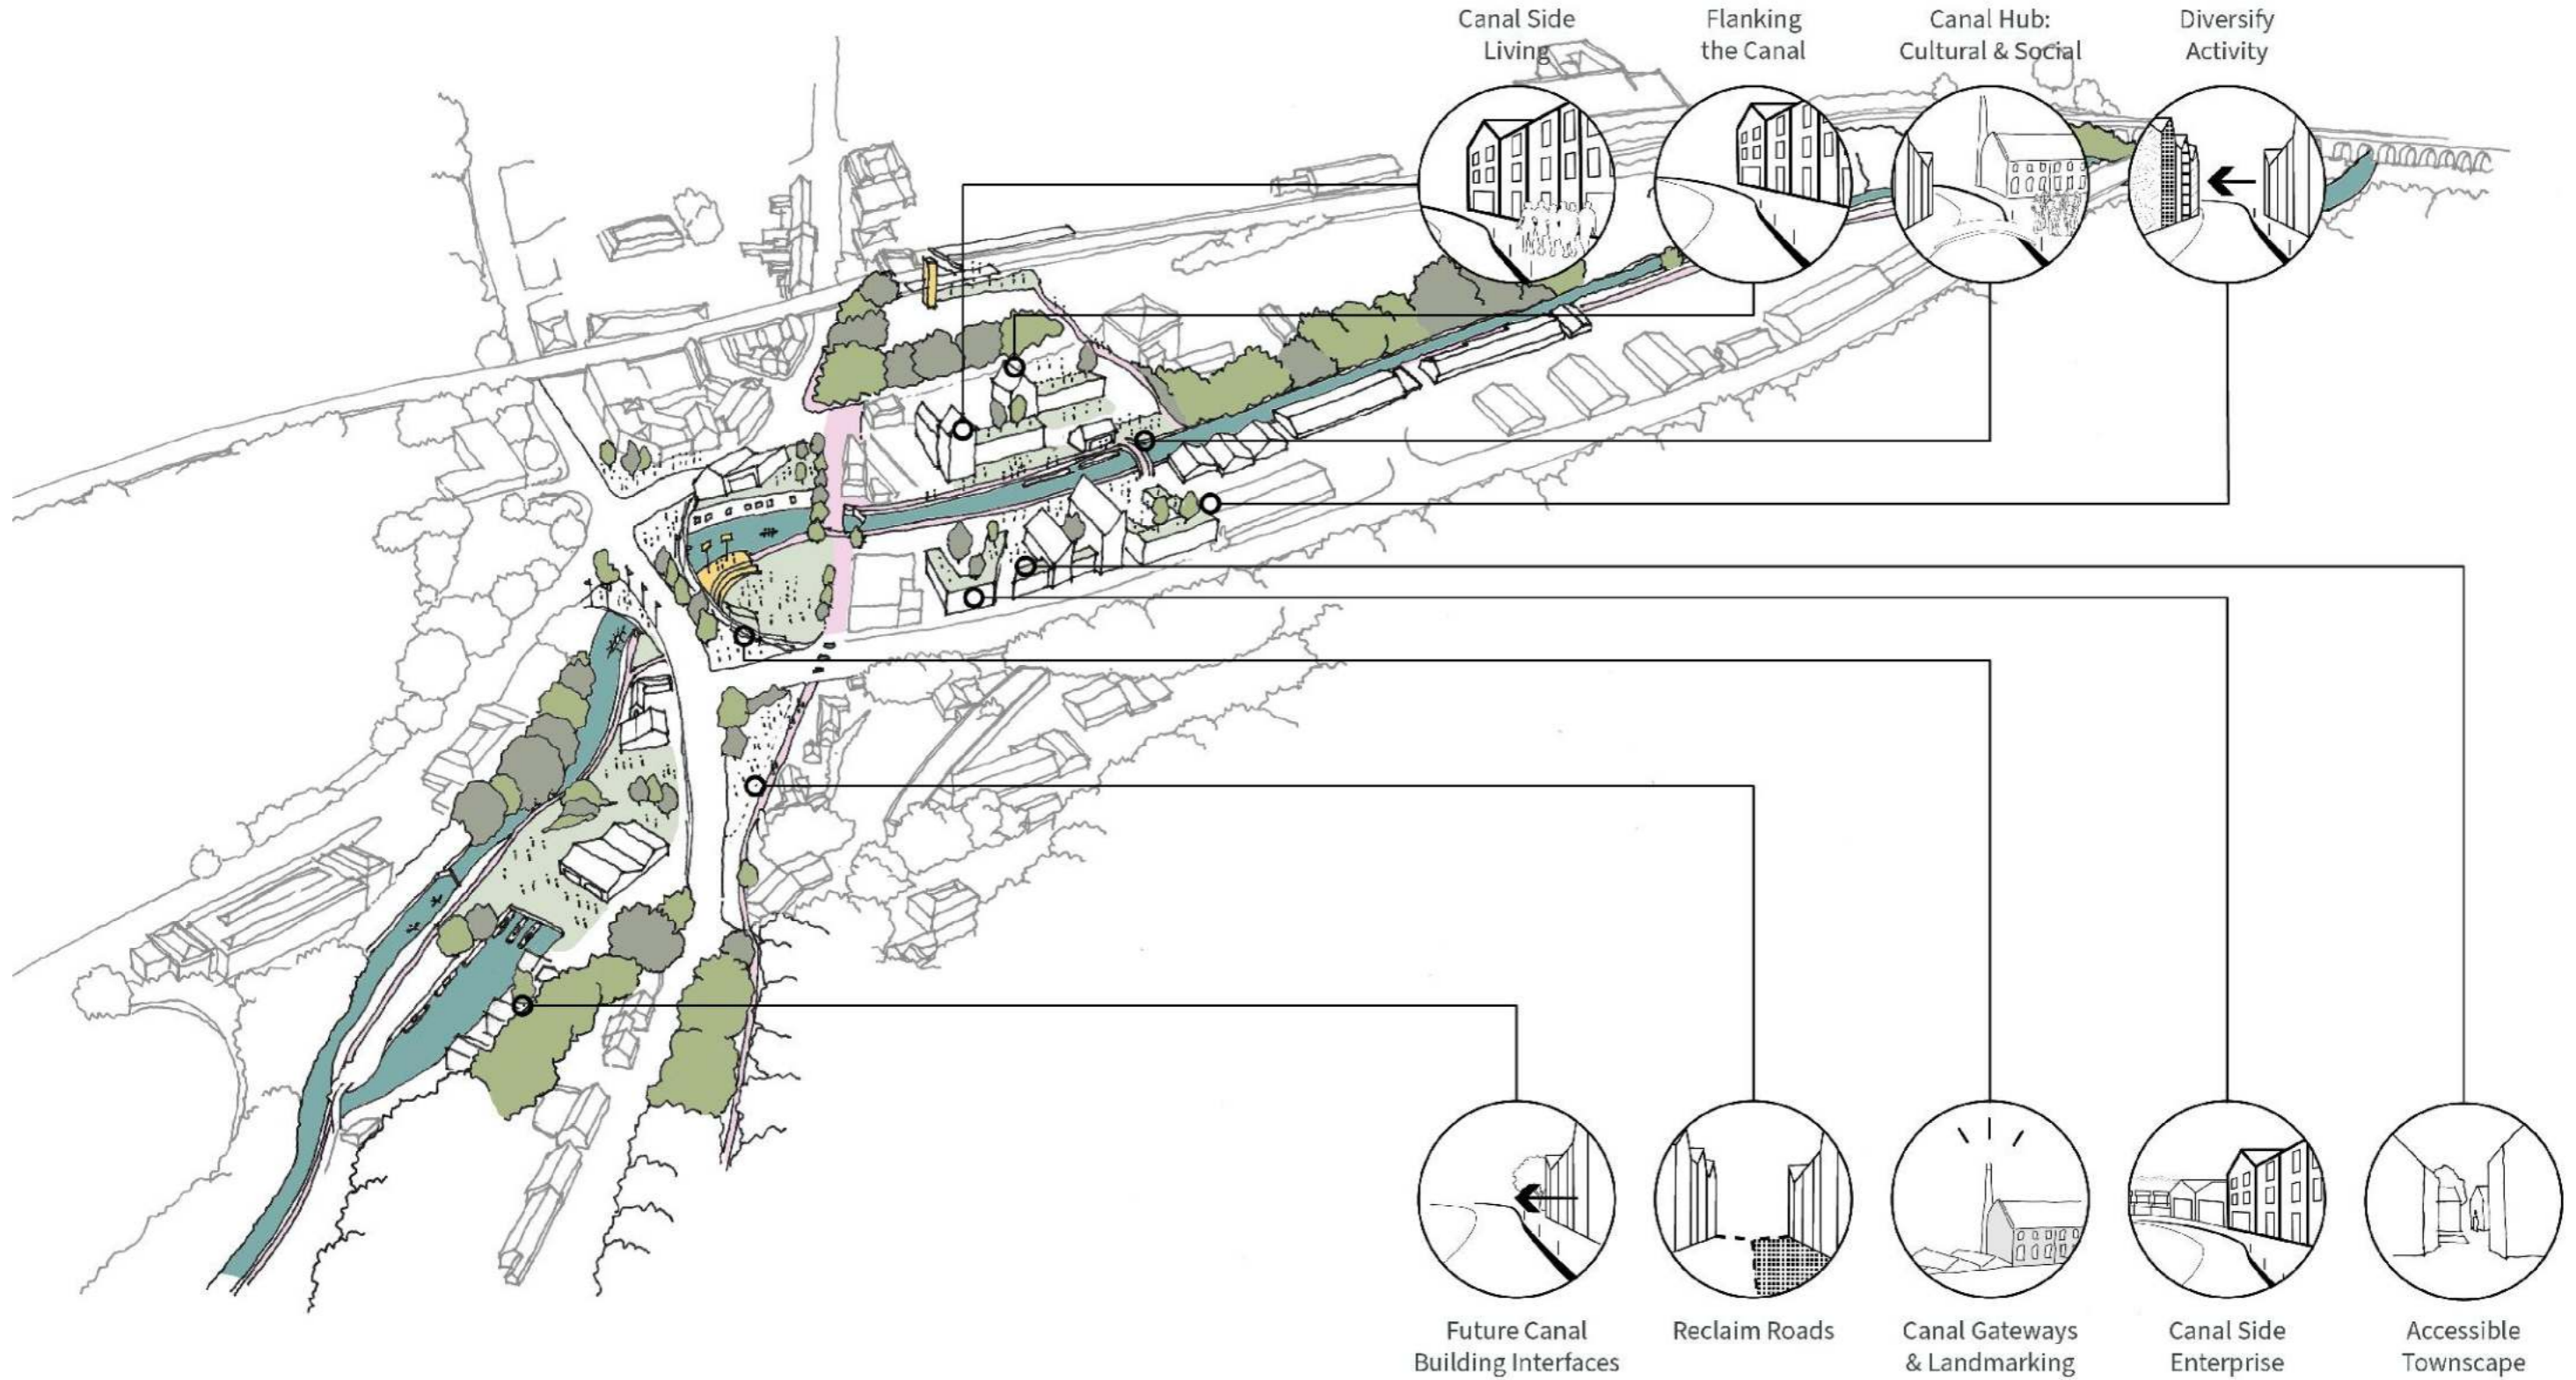 Canal Side
Living
Flanking
the Canal
Canal Hub:
Cultural & Social
Diversify
Activity
Future Canal
Building Interfaces
Reclaim Roads
Canal Gateways
& Landmarking
Canal Side
Enterprise
Accessible
Townscape